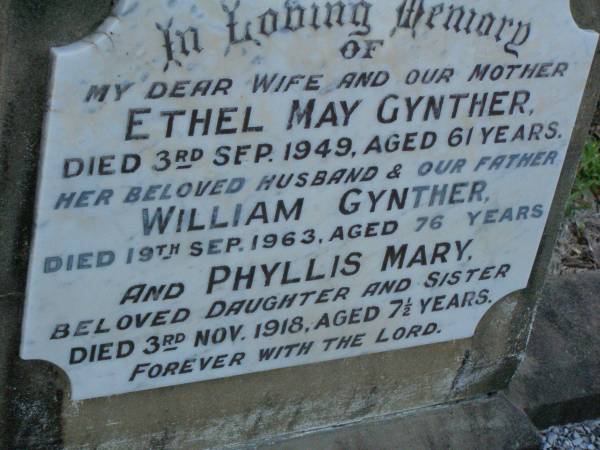 In Loving Memory
OF
MY DEAR WIFE AND OUR MOTHER
ETHEL MAY GYNTHER,
DIED 3RD SEP. 1949, AGED 61 YEARS.
HER BELOVED HUSBAND & OUR FATHER
WILLIAM GYNTHER,
DIED 19TH SEP. 1963, AGED 76 YEARS
AND PHYLLIS MARY,
BELOVED DAUGHTER AND SISTER
DIED 3RD NOV. 1918, AGED 7½ YEARS.
FOREVER WITH THE LORD.